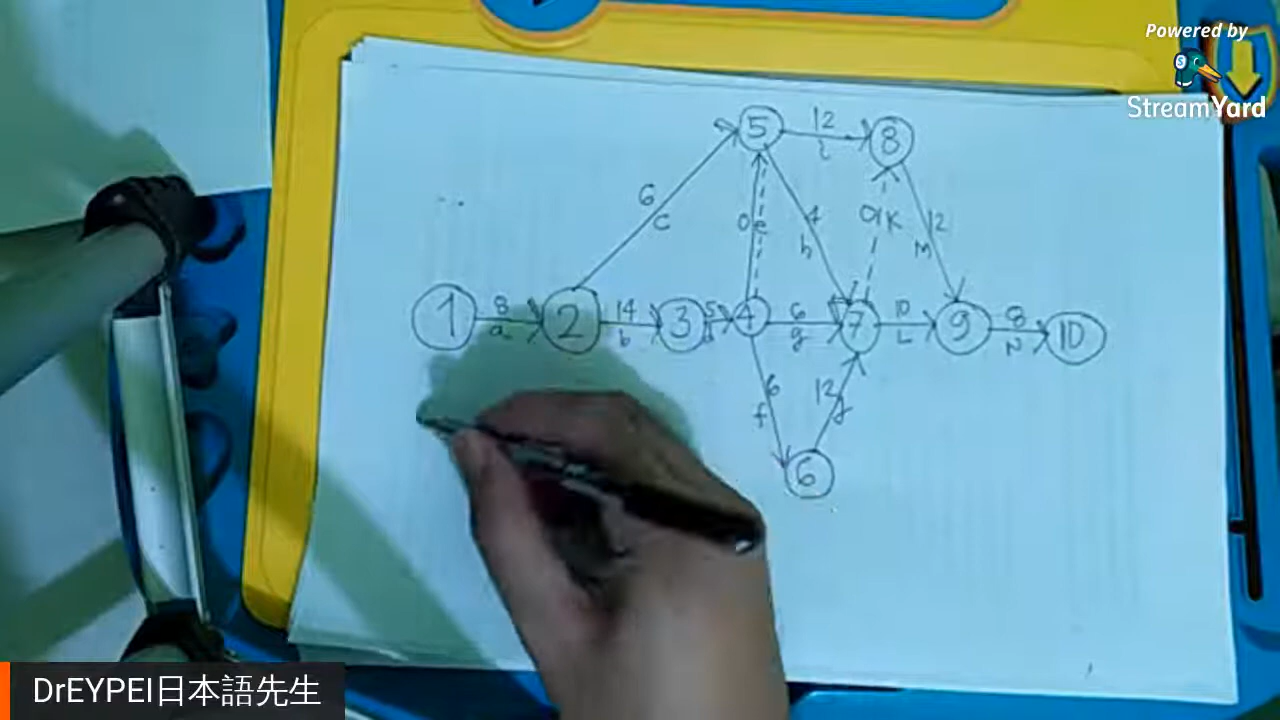 Powered by
StreamYard
5
12
i
8
6
c
0 e
4
h
0 K
12
M
1
8
a
2
14
b
3
5
4
6
g
7
10
L
9
8
N
10
6
f
12
j
6
DrEYPEI日本語先生